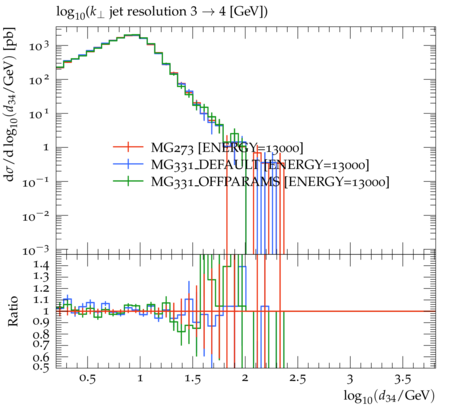 log₁₀(k⊥ jet resolution 3 → 4 [GeV])
dσ/d log₁₀(d₃₄/GeV) [pb]
10³
10²
10¹
1
10⁻¹
10⁻²
10⁻³
MG273 [ENERGY=13000]
MG331_DEFAULT [ENERGY=13000]
MG331_OFFPARAMS [ENERGY=13000]
Ratio
1.4
1.3
1.2
1.1
1
0.9
0.8
0.7
0.6
0.5
0.5 1 1.5 2 2.5 3 3.5
log₁₀(d₃₄/GeV)